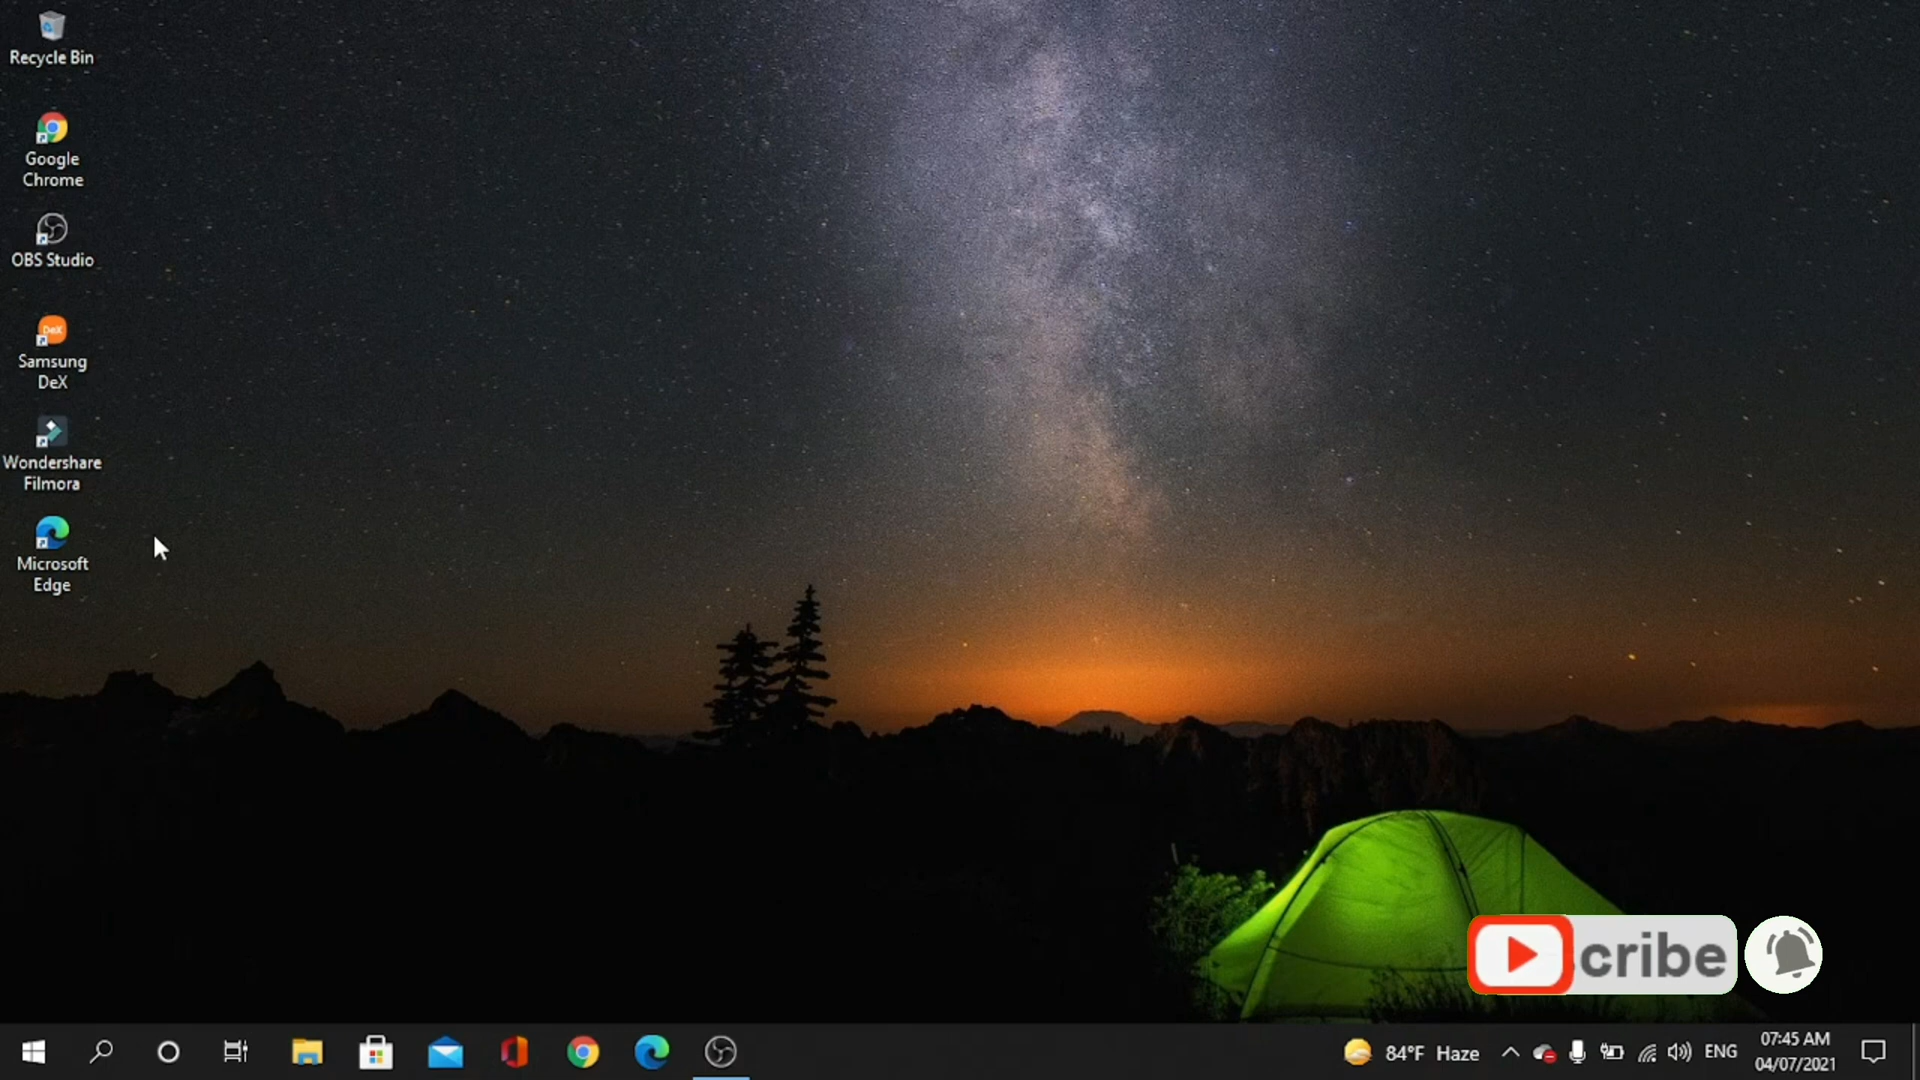 Recycle Bin
Google
Chrome
OBS Studio
DeX
Samsung
DeX
Wondershare
Filmora
Microsoft
Edge
cribe
84°F Haze
ENG
07:45 AM
04/07/2021